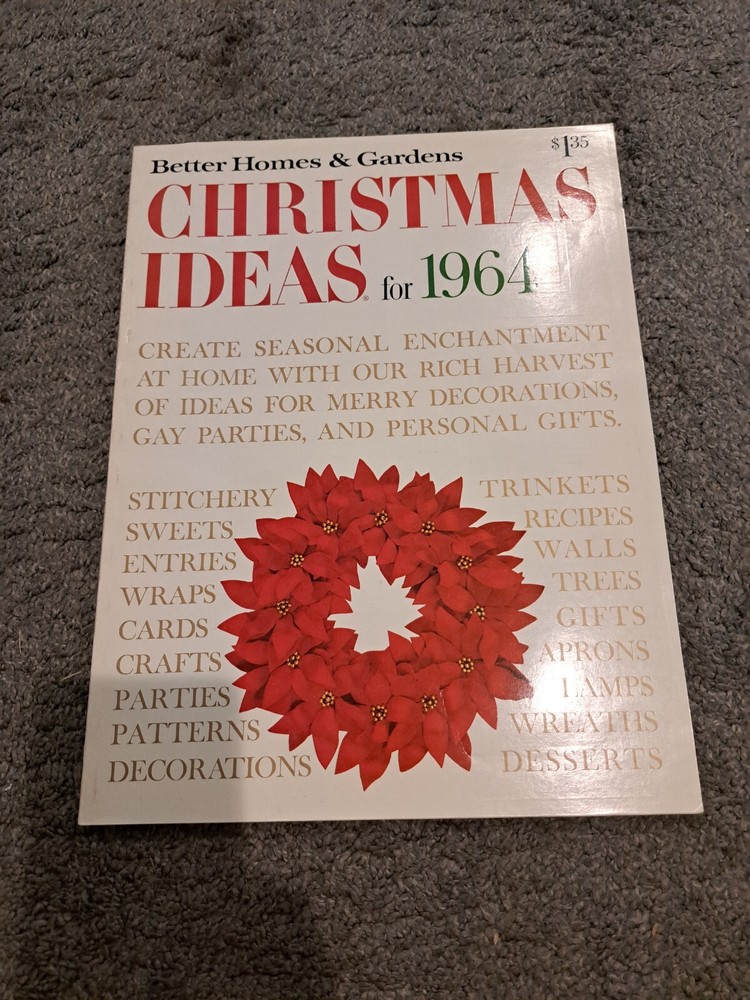 Better Homes & Gardens
$1.35
CHRISTMAS
IDEAS® for 1964
CREATE SEASONAL ENCHANTMENT
AT HOME WITH OUR RICH HARVEST
OF IDEAS FOR MERRY DECORATIONS,
GAY PARTIES, AND PERSONAL GIFTS.
STITCHERY
SWEETS
ENTRIES
WRAPS
CARDS
CRAFTS
PARTIES
PATTERNS
DECORATIONS
TRINKETS
RECIPES
WALLS
TREES
GIFTS
APRONS
LAMPS
WREATHS
DESSERTS